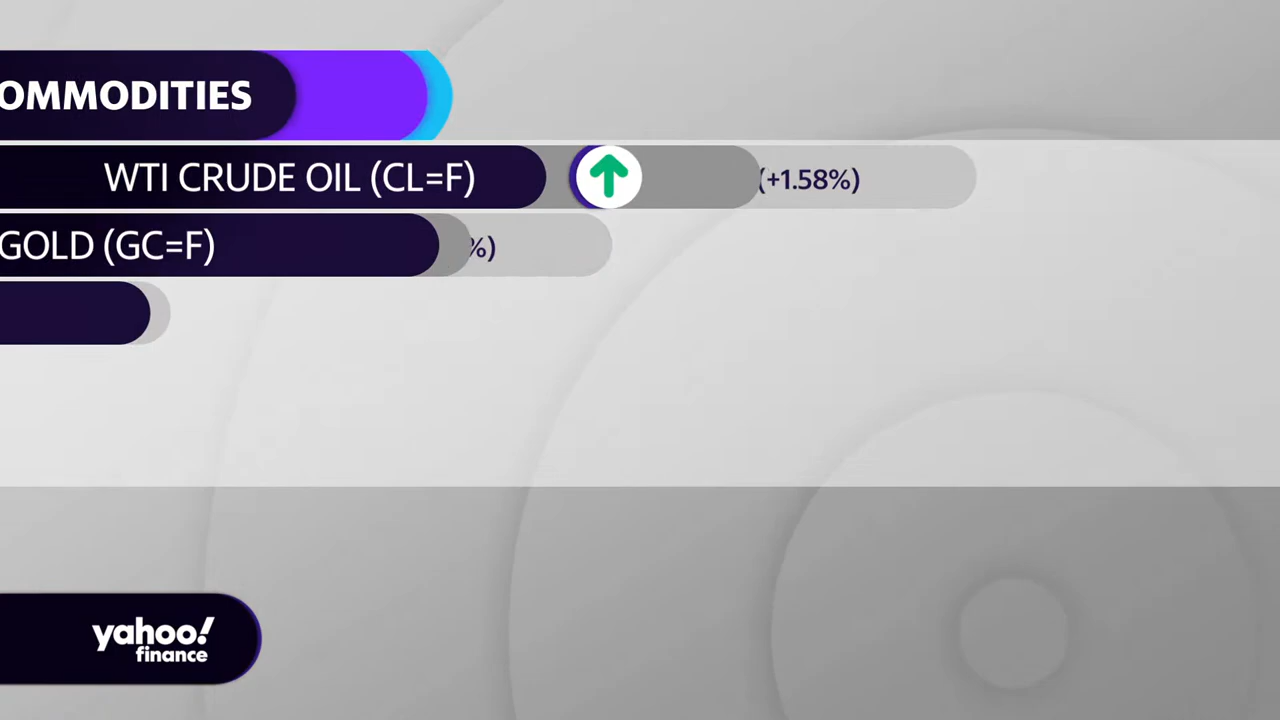 OMMODITIES
WTI CRUDE OIL (CL=F) (+1.58%)
GOLD (GC=F) %)
yahoo!
finance